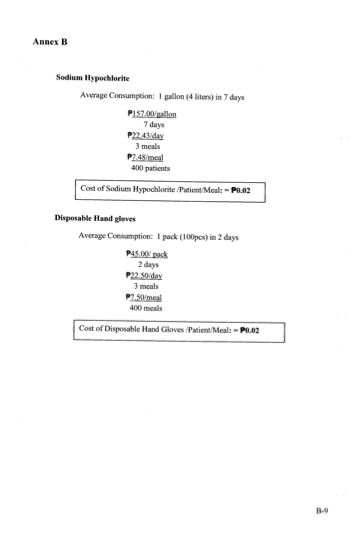 Annex B
Sodium Hypochlorite
Average Consumption: 1 gallon (4 liters) in 7 days
₱157.00/gallon
7 days
₱22.43/day
3 meals
₱7.48/meal
400 patients
Cost of Sodium Hypochlorite /Patient/Meal: = ₱0.02
Disposable Hand gloves
Average Consumption: 1 pack (100pcs) in 2 days
₱45.00/ pack
2 days
₱22.50/day
3 meals
₱7.50/meal
400 meals
Cost of Disposable Hand Gloves /Patient/Meal: = ₱0.02
B-9